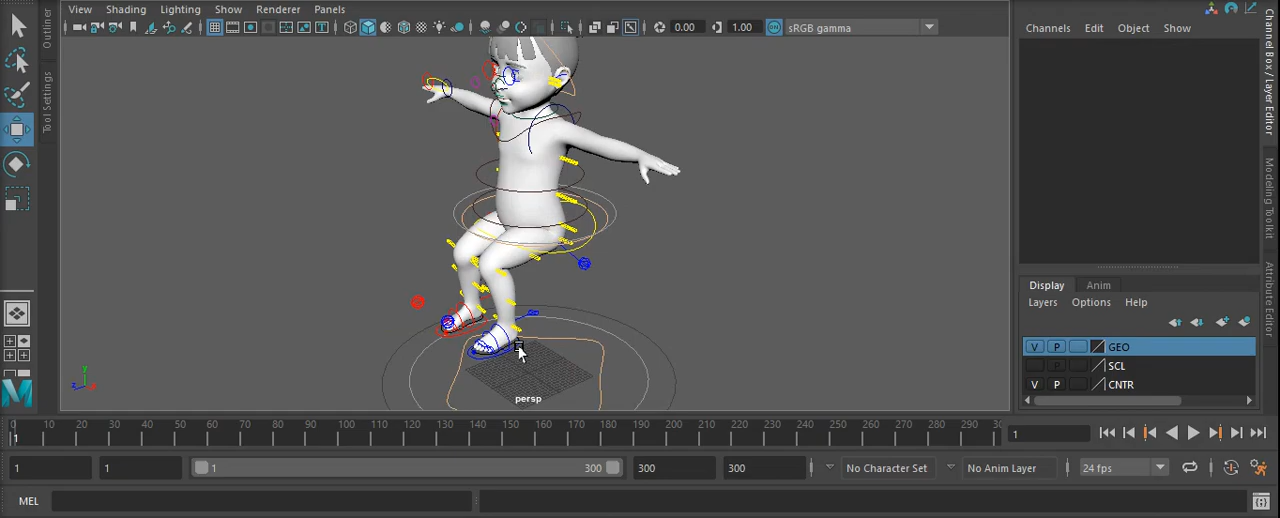 View Shading Lighting Show Renderer Panels
0.00 1.00 ON sRGB gamma
Outliner
Tool Settings
persp
y
z
Channels Edit Object Show
Display Anim
Layers Options Help
V P GEO
P SCL
V P CNTR
Channel Box / Layer Editor
Modeling Toolkit
Attribute Editor
0 10 20 30 40 50 60 70 80 90 100 110 120 130 140 150 160 170 180 190 200 210 220 230 240 250 260 270 280 290
1
1
1 1 1 300 300 300 No Character Set No Anim Layer 24 fps
MEL